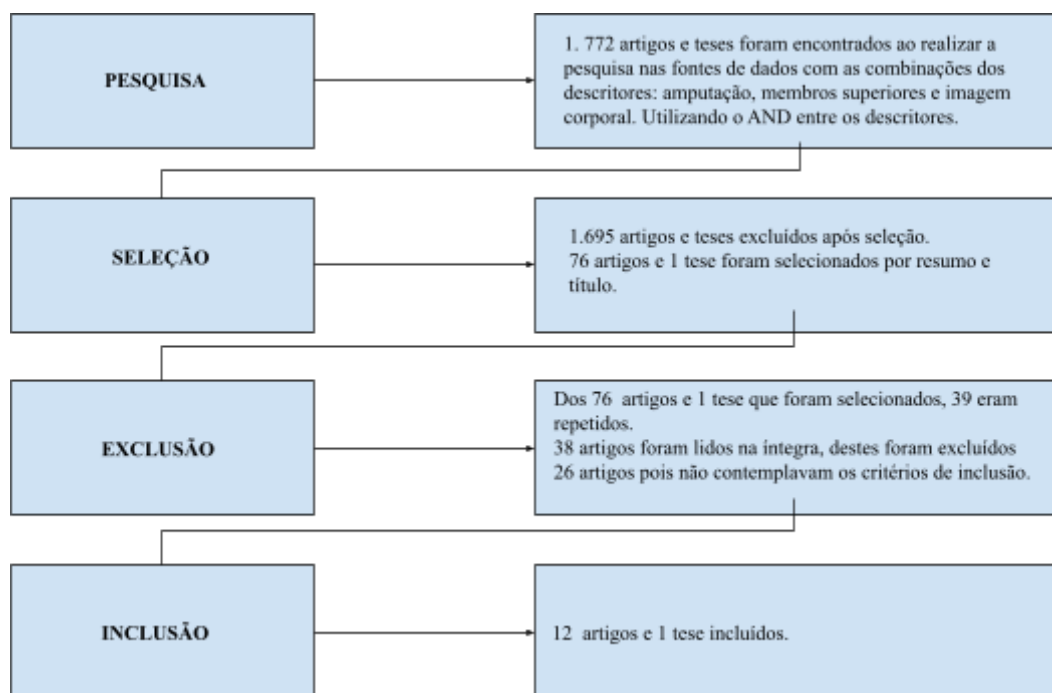 PESQUISA
1. 772 artigos e teses foram encontrados ao realizar a
pesquisa nas fontes de dados com as combinações dos
descritores: amputação, membros superiores e imagem
corporal. Utilizando o AND entre os descritores.
SELEÇÃO
1.695 artigos e teses excluídos após seleção.
76 artigos e 1 tese foram selecionados por resumo e
título.
EXCLUSÃO
Dos 76 artigos e 1 tese que foram selecionados, 39 eram
repetidos.
38 artigos foram lidos na íntegra, destes foram excluídos
26 artigos pois não contemplavam os critérios de inclusão.
INCLUSÃO
12 artigos e 1 tese incluídos.